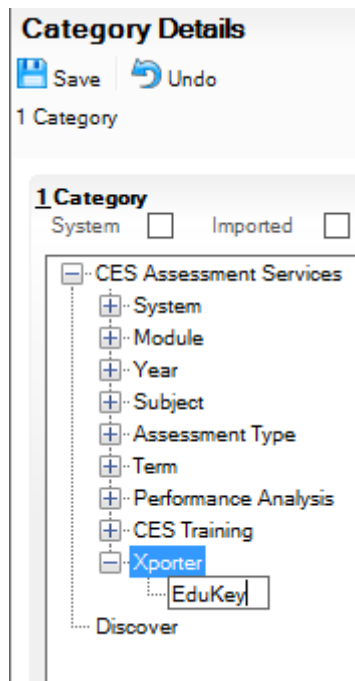 Category Details
Save Undo
1 Category
1 Category
System Imported
CES Assessment Services
System
Module
Year
Subject
Assessment Type
Term
Performance Analysis
CES Training
Xporter
EduKey
Discover